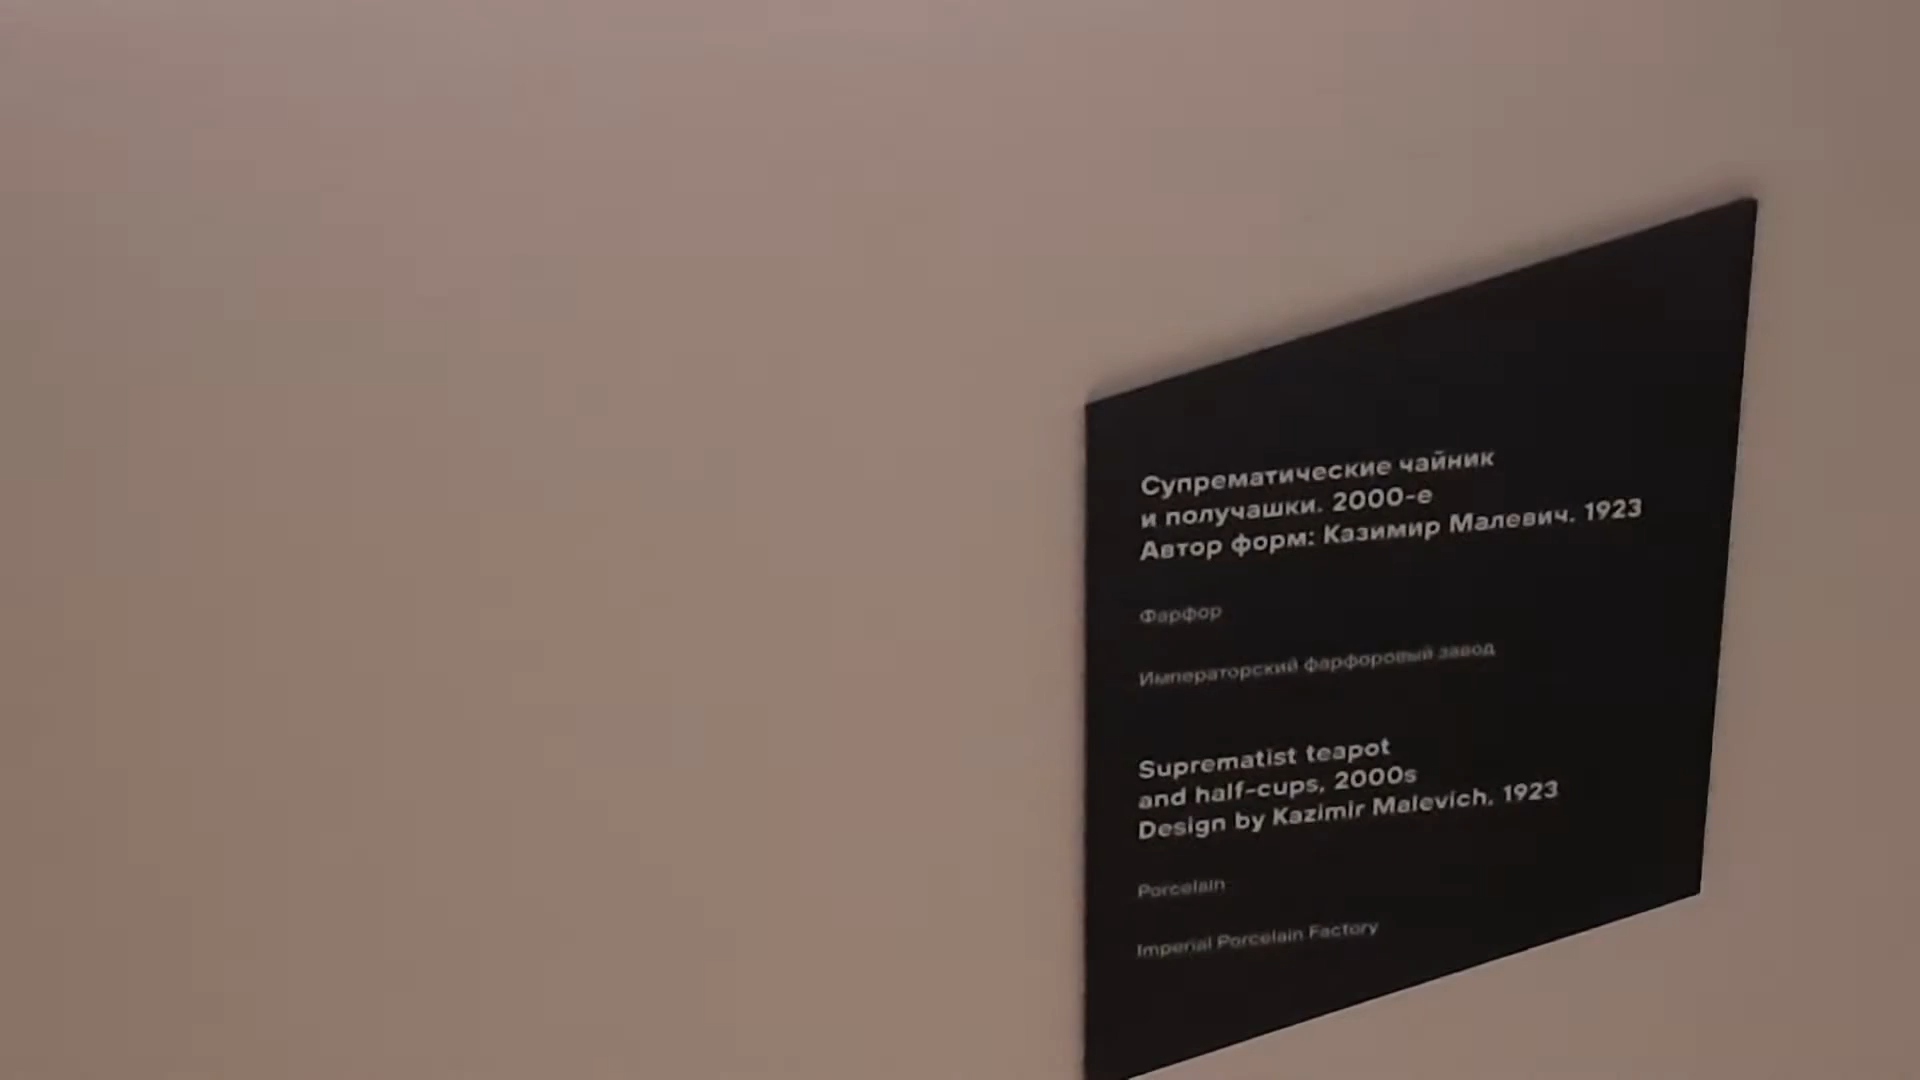 Супрематические чайник
и получашки. 2000-е
Автор форм: Казимир Малевич. 1923
Фарфор
Императорский фарфоровый завод
Suprematist teapot
and half-cups, 2000s
Design by Kazimir Malevich, 1923
Porcelain
Imperial Porcelain Factory